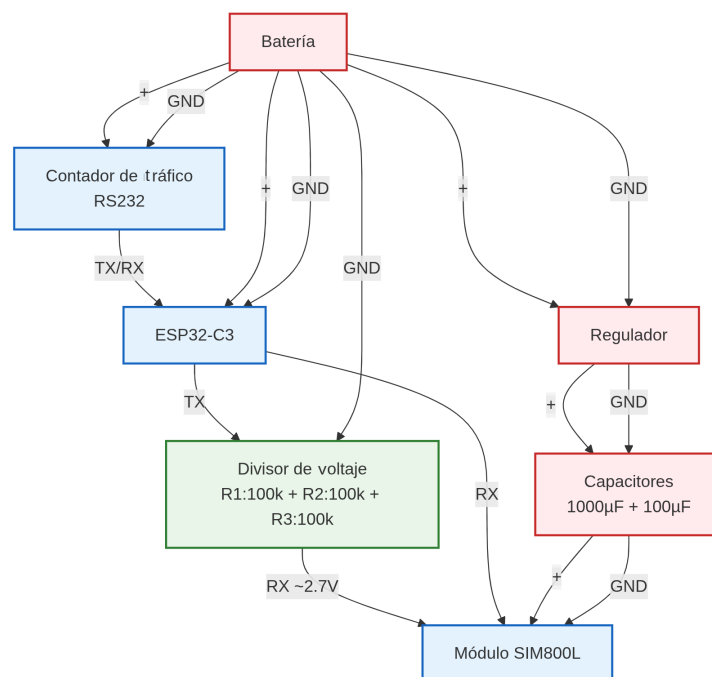 Batería
+
GND
Contador de tráfico
RS232
+
GND
+
GND
TX/RX
GND
ESP32-C3
Regulador
TX
+
GND
Divisor de voltaje
R1:100k + R2:100k +
R3:100k
RX
Capacitores
1000µF + 100µF
RX ~2.7V
+
GND
Módulo SIM800L